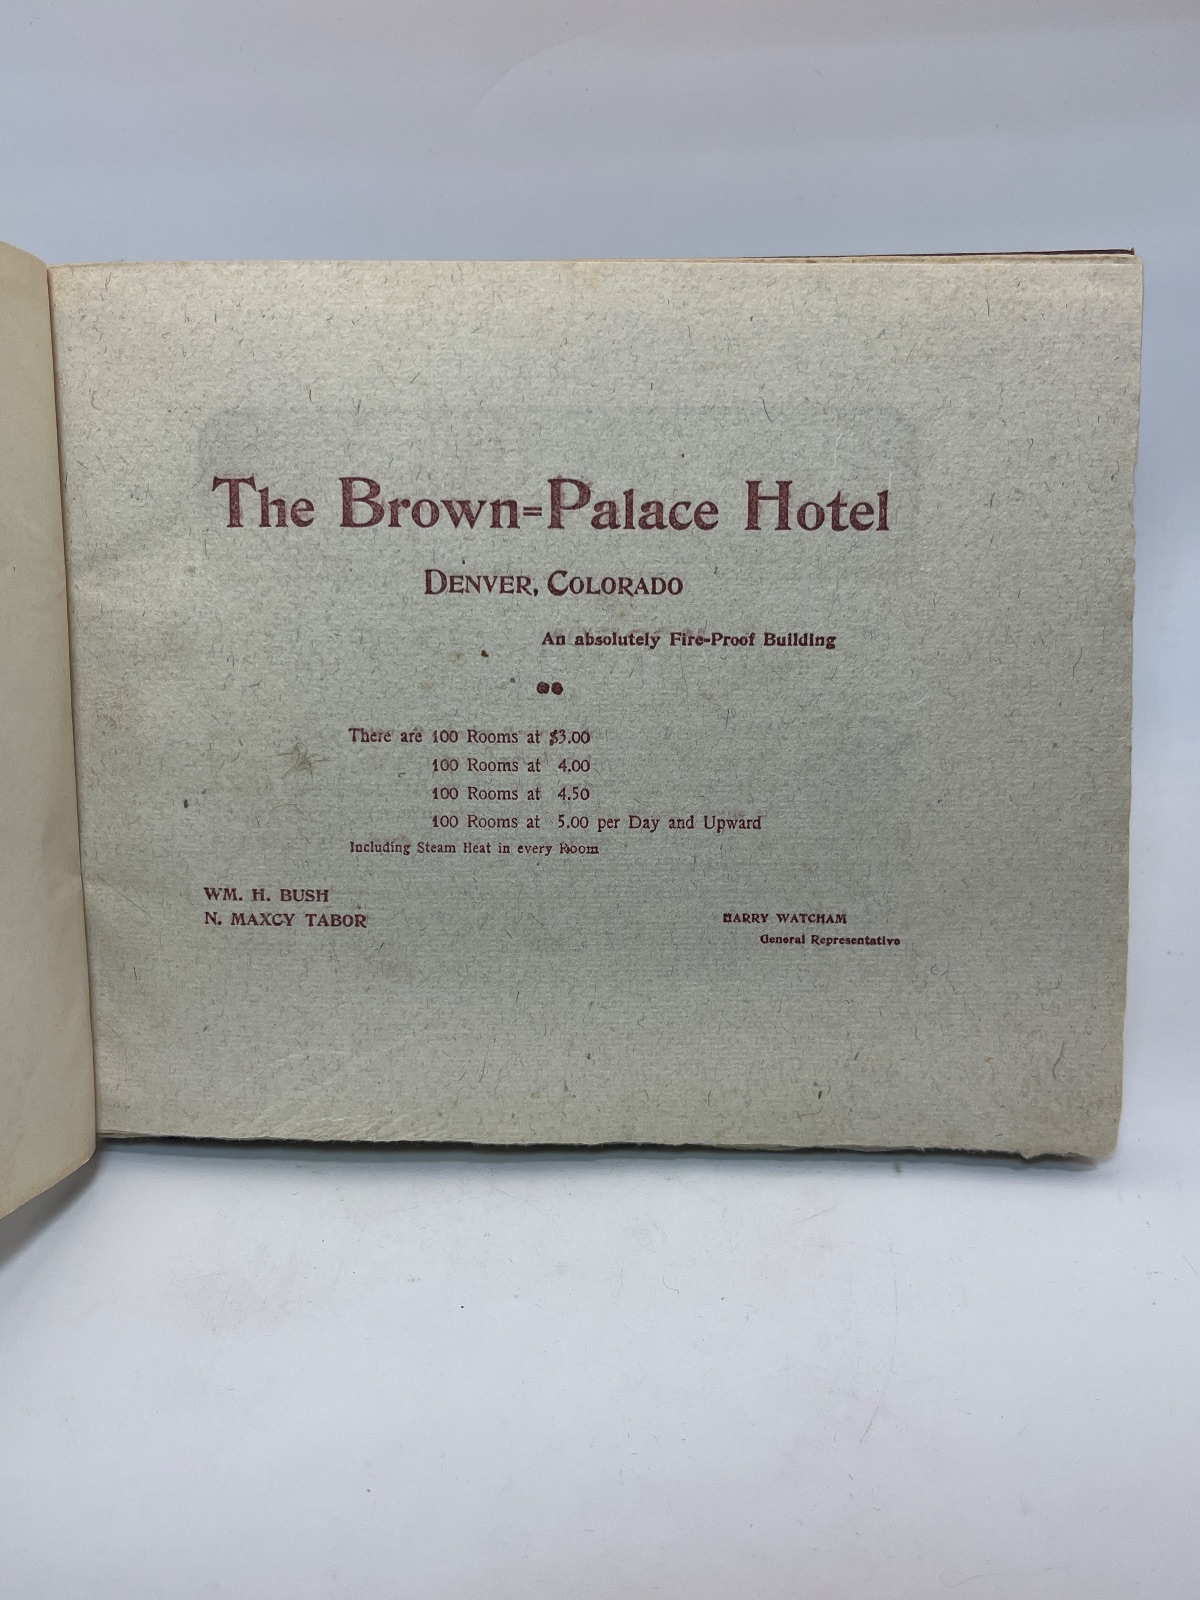 The Brown=Palace Hotel
DENVER, COLORADO
An absolutely Fire-Proof Building
There are 100 Rooms at $3.00
100 Rooms at 4.00
100 Rooms at 4.50
100 Rooms at 5.00 per Day and Upward
Including Steam Heat in every Room
WM. H. BUSH
N. MAXCY TABOR
HARRY WATCHAM
General Representative